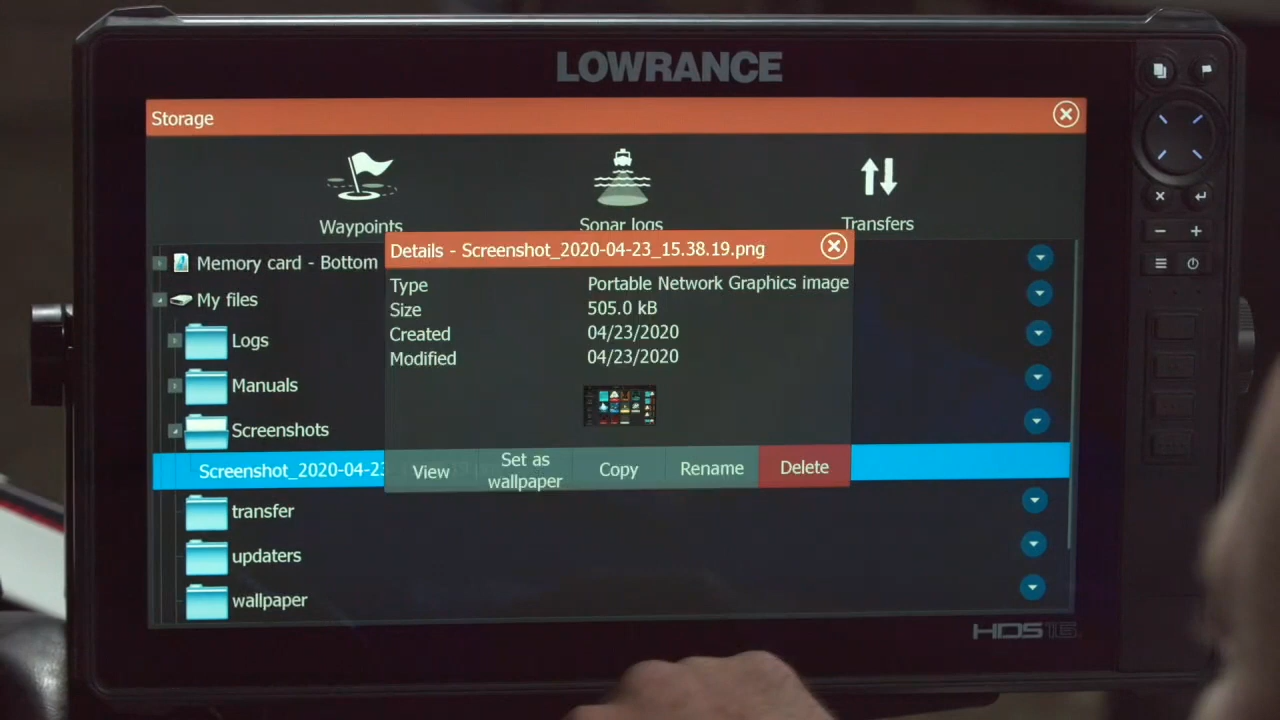 LOWRANCE
Storage
Waypoints
Sonar logs
Transfers
Memory card - Bottom
My files
Logs
Manuals
Screenshots
Screenshot_2020-04-23
transfer
updaters
wallpaper
Details - Screenshot_2020-04-23_15.38.19.png
Type Portable Network Graphics image
Size 505.0 kB
Created 04/23/2020
Modified 04/23/2020
View
Set as
wallpaper
Copy
Rename
Delete
HDS16